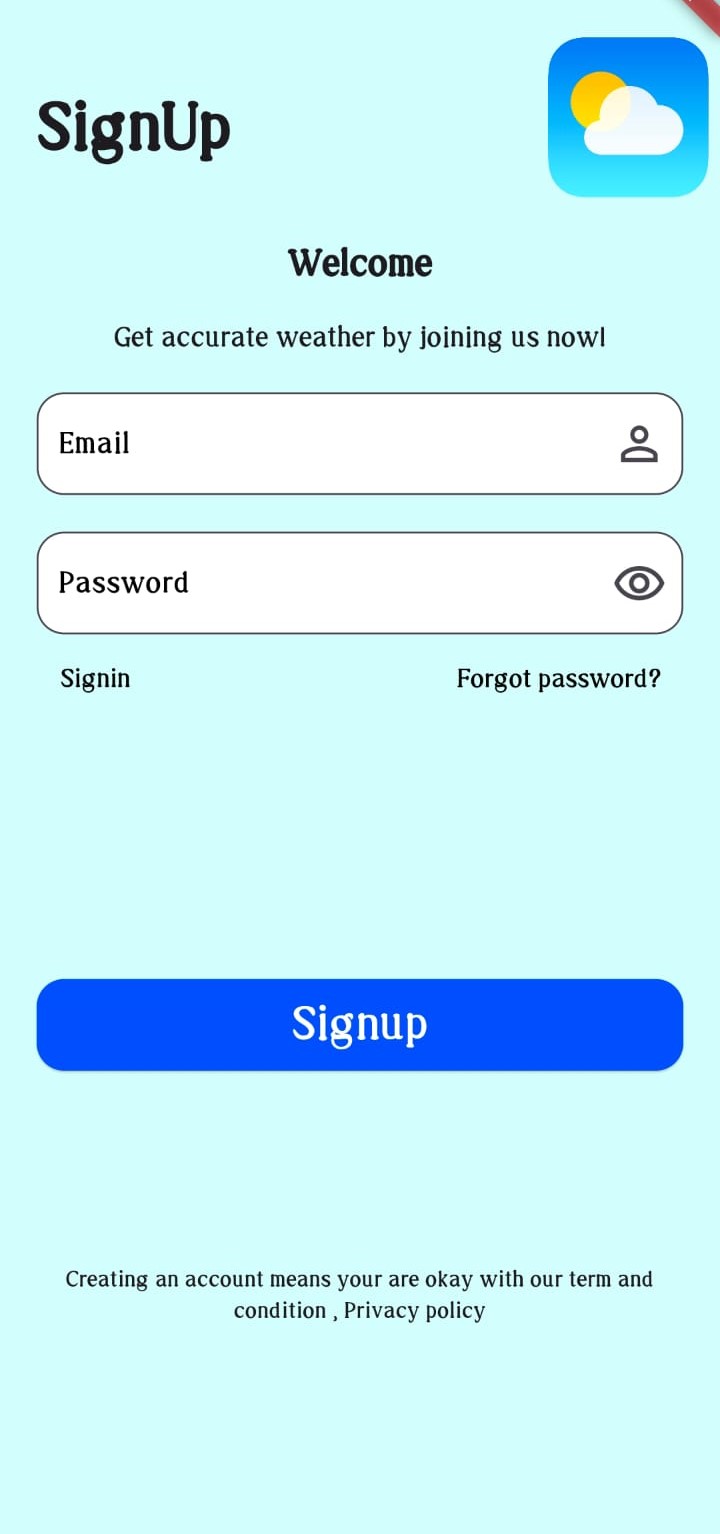 SignUp
Welcome
Get accurate weather by joining us now!
Email
Password
Signin
Forgot password?
Signup
Creating an account means your are okay with our term and
condition , Privacy policy